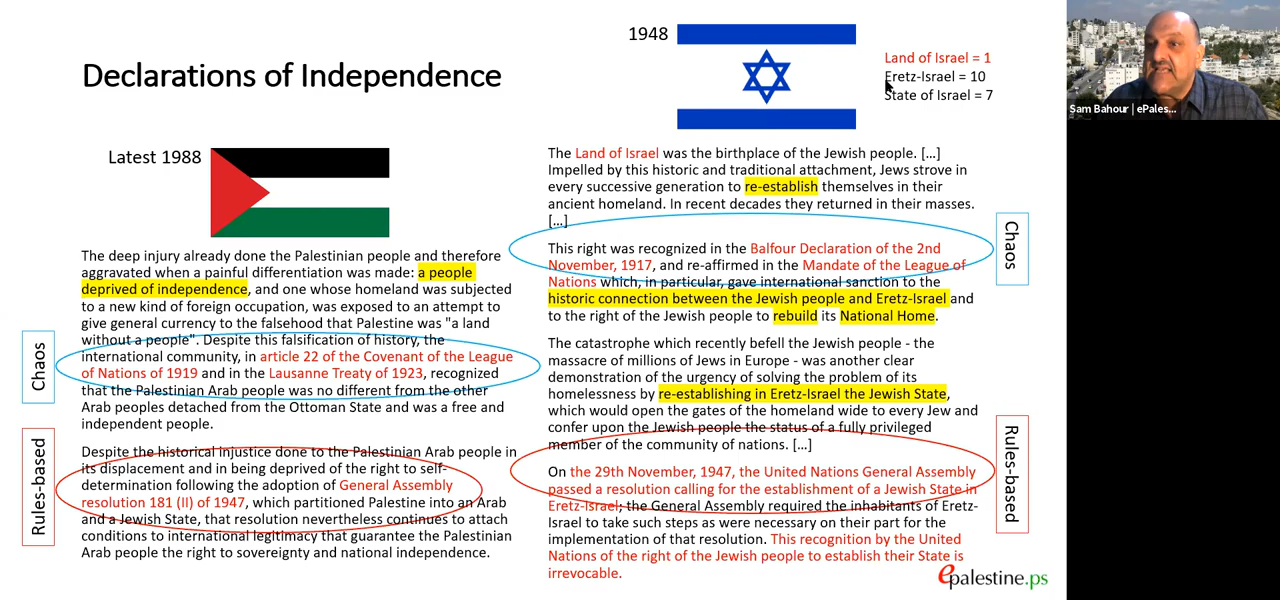 Declarations of Independence
1948
Land of Israel = 1
Eretz-Israel = 10
State of Israel = 7
Sam Bahour | ePales...
Latest 1988
The deep injury already done the Palestinian people and therefore
aggravated when a painful differentiation was made: a people
deprived of independence, and one whose homeland was subjected
to a new kind of foreign occupation, was exposed to an attempt to
give general currency to the falsehood that Palestine was "a land
without a people". Despite this falsification of history, the
international community, in article 22 of the Covenant of the League
of Nations of 1919 and in the Lausanne Treaty of 1923, recognized
that the Palestinian Arab people was no different from the other
Arab peoples detached from the Ottoman State and was a free and
independent people.
Despite the historical injustice done to the Palestinian Arab people in
its displacement and in being deprived of the right to self-
determination following the adoption of General Assembly
resolution 181 (II) of 1947, which partitioned Palestine into an Arab
and a Jewish State, that resolution nevertheless continues to attach
conditions to international legitimacy that guarantee the Palestinian
Arab people the right to sovereignty and national independence.
Chaos
Rules-based
The Land of Israel was the birthplace of the Jewish people. […]
Impelled by this historic and traditional attachment, Jews strove in
every successive generation to re-establish themselves in their
ancient homeland. In recent decades they returned in their masses.
[…]
This right was recognized in the Balfour Declaration of the 2nd
November, 1917, and re-affirmed in the Mandate of the League of
Nations which, in particular, gave international sanction to the
historic connection between the Jewish people and Eretz-Israel and
to the right of the Jewish people to rebuild its National Home.
The catastrophe which recently befell the Jewish people - the
massacre of millions of Jews in Europe - was another clear
demonstration of the urgency of solving the problem of its
homelessness by re-establishing in Eretz-Israel the Jewish State,
which would open the gates of the homeland wide to every Jew and
confer upon the Jewish people the status of a fully privileged
member of the community of nations. […]
On the 29th November, 1947, the United Nations General Assembly
passed a resolution calling for the establishment of a Jewish State in
Eretz-Israel; the General Assembly required the inhabitants of Eretz-
Israel to take such steps as were necessary on their part for the
implementation of that resolution. This recognition by the United
Nations of the right of the Jewish people to establish their State is
irrevocable.
Chaos
Rules-based
epalestine.ps